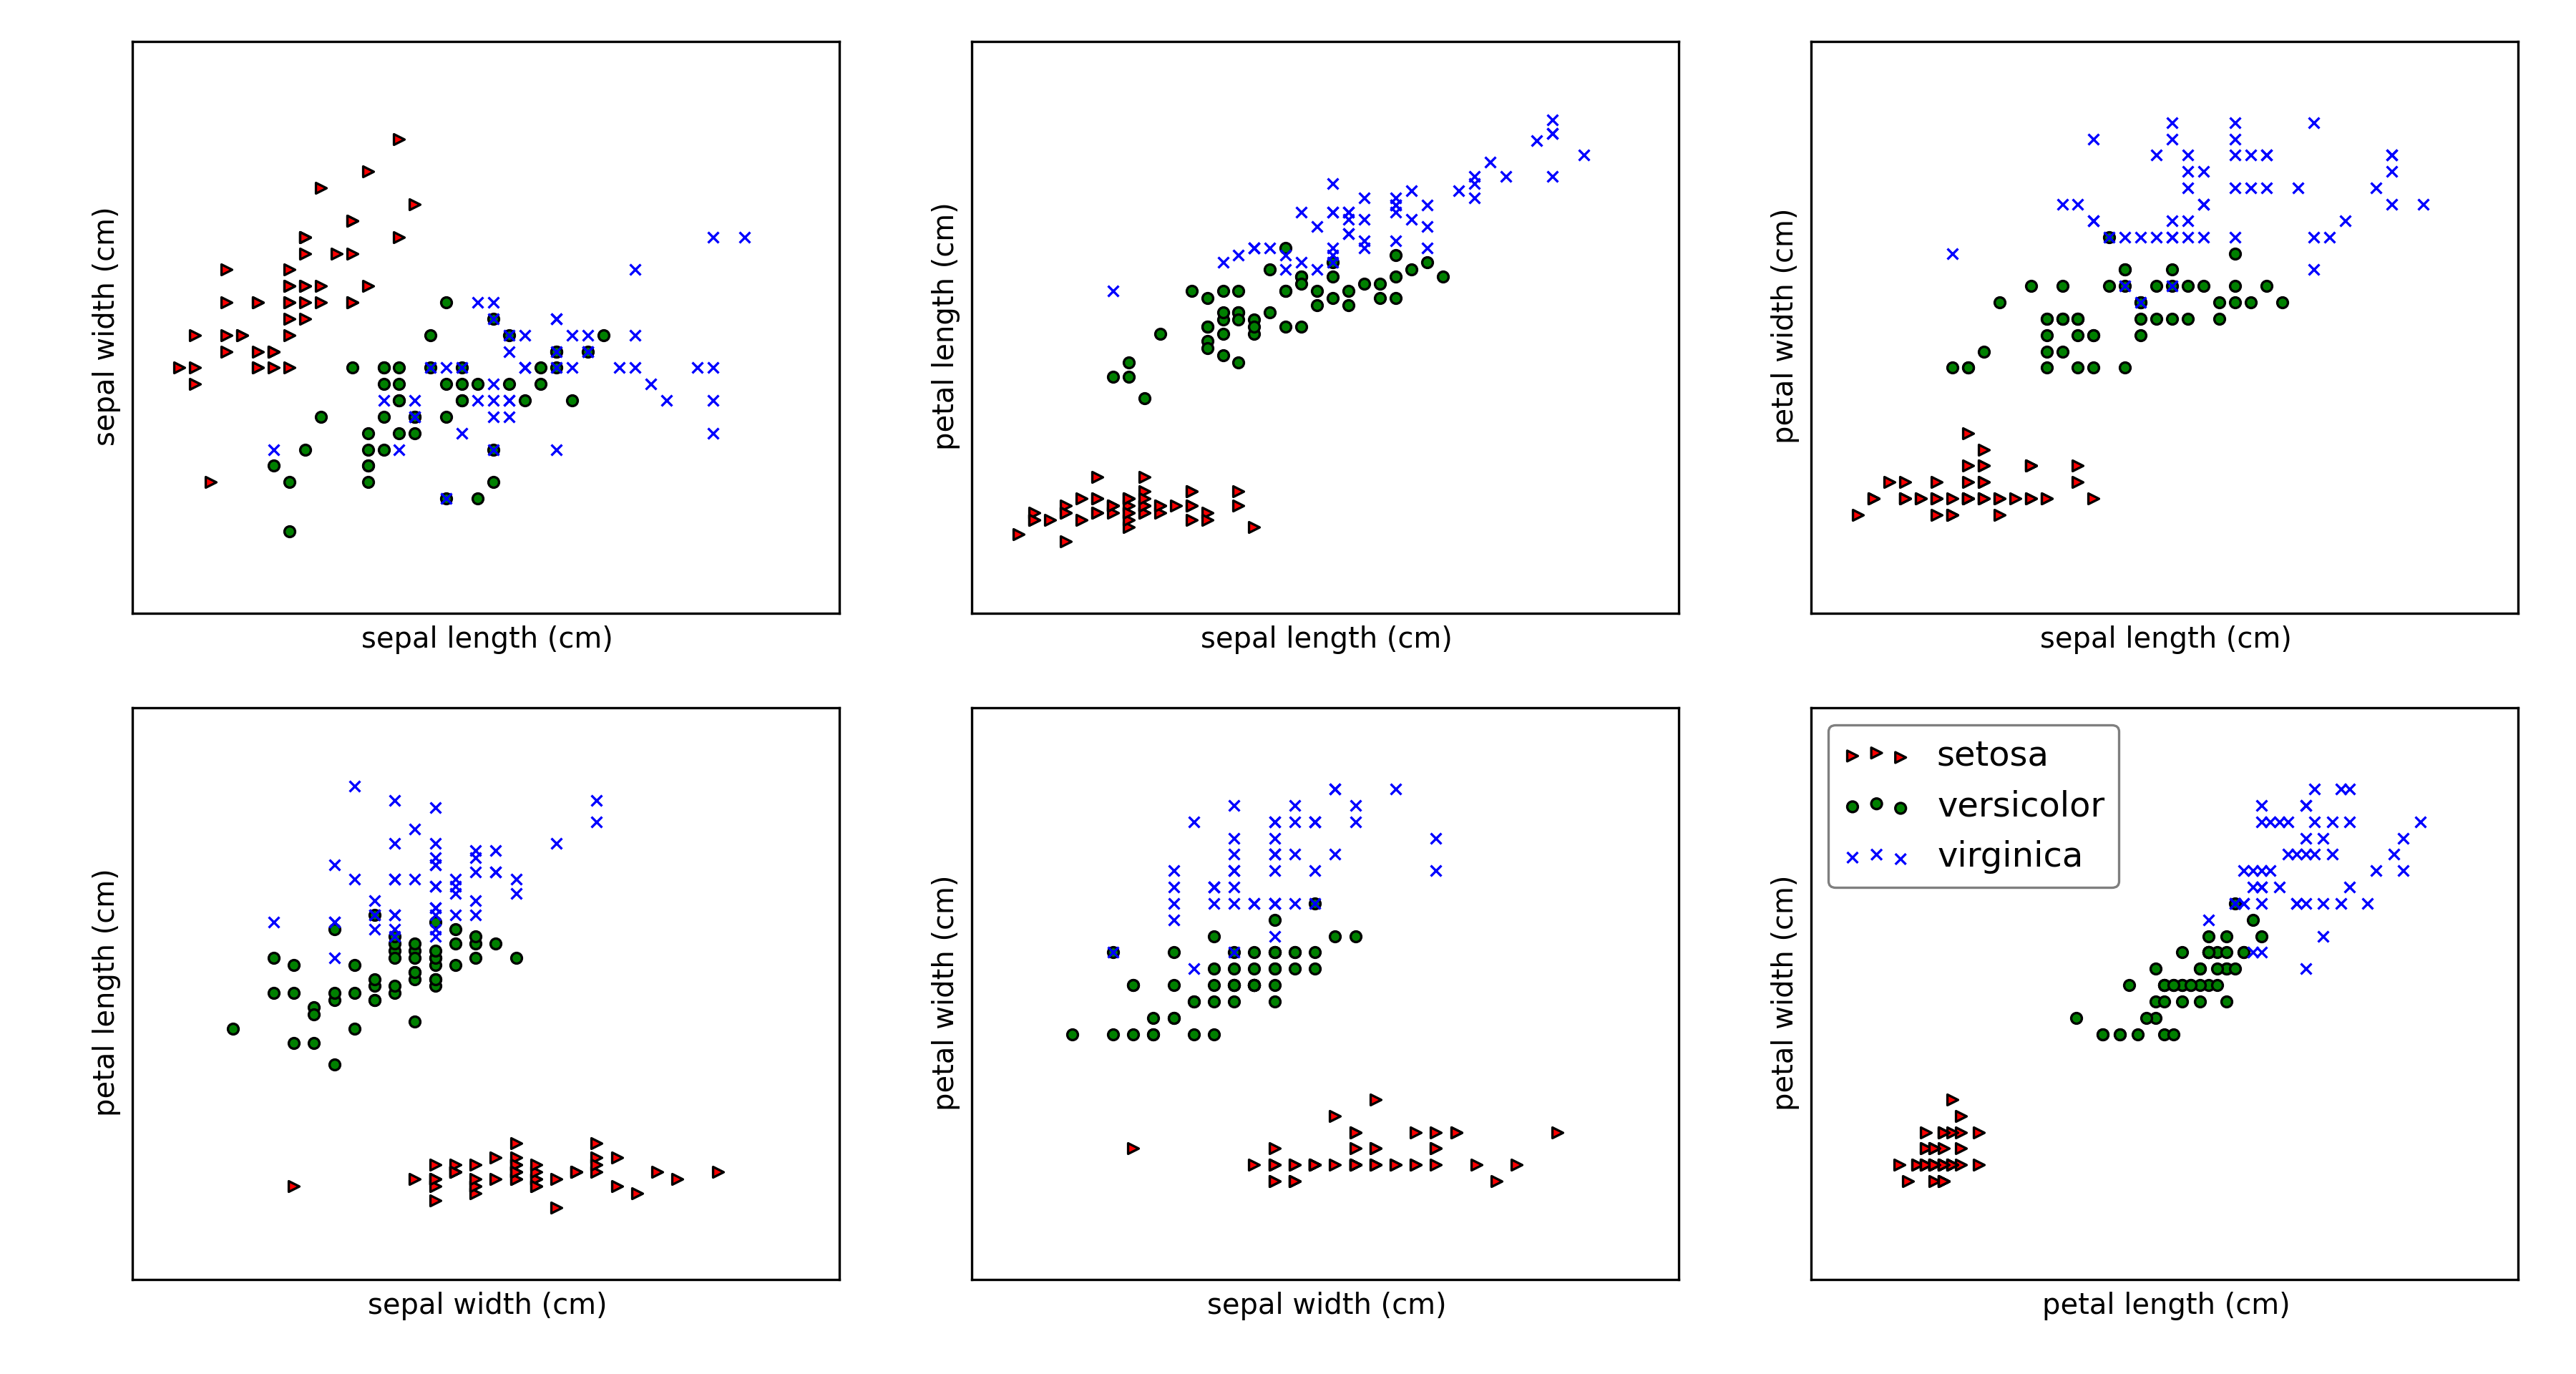 sepal width (cm)
sepal length (cm)
petal length (cm)
sepal length (cm)
petal width (cm)
sepal length (cm)
petal length (cm)
sepal width (cm)
petal width (cm)
sepal width (cm)
petal width (cm)
setosa
versicolor
virginica
petal length (cm)